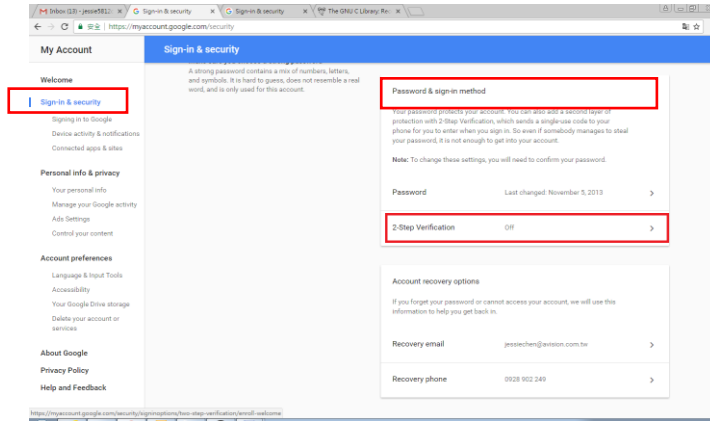 Inbox (13) - jessie5812
Sign-in & security
Sign-in & security
The GNU C Library: Re
安全
https://myaccount.google.com/security
My Account
Sign-in & security
Welcome
Sign-in & security
Signing in to Google
Device activity & notifications
Connected apps & sites
Personal info & privacy
Your personal info
Manage your Google activity
Ads Settings
Control your content
Account preferences
Language & Input Tools
Accessibility
Your Google Drive storage
Delete your account or
services
About Google
Privacy Policy
Help and Feedback
A strong password contains a mix of numbers, letters,
and symbols. It is hard to guess, does not resemble a real
word, and is only used for this account.
Password & sign-in method
Your password protects your account. You can also add a second layer of
protection with 2-Step Verification, which sends a single-use code to your
phone for you to enter when you sign in. So even if somebody manages to steal
your password, it is not enough to get into your account.
Note: To change these settings, you will need to confirm your password.
Password Last changed: November 5, 2013
2-Step Verification Off
Account recovery options
If you forget your password or cannot access your account, we will use this
information to help you get back in.
Recovery email jessiechen@avision.com.tw
Recovery phone 0928 902 249
https://myaccount.google.com/security/signinoptions/two-step-verification/enroll-welcome